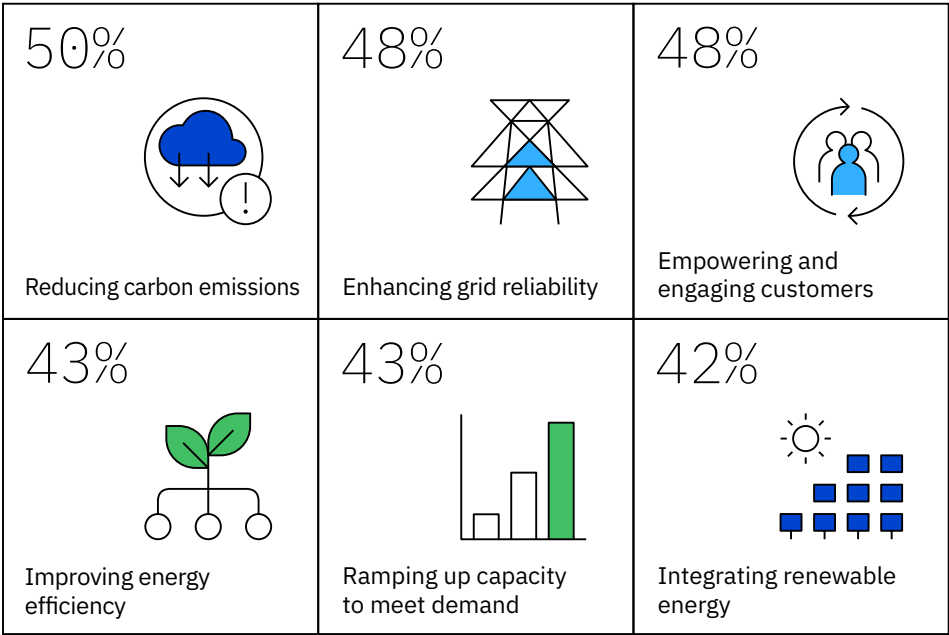 50%
Reducing carbon emissions
48%
Enhancing grid reliability
48%
Empowering and
engaging customers
43%
Improving energy
efficiency
43%
Ramping up capacity
to meet demand
42%
Integrating renewable
energy